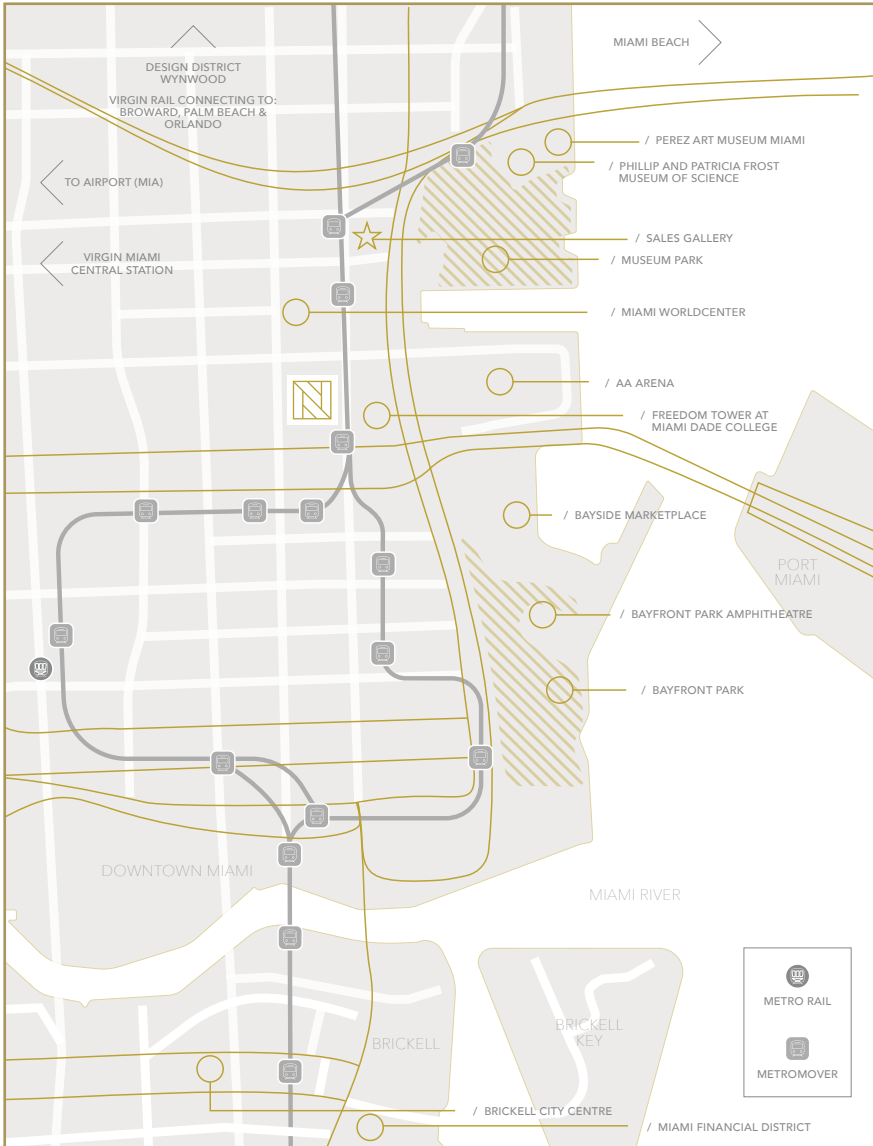 MIAMI BEACH
DESIGN DISTRICT
WYNWOOD
VIRGIN RAIL CONNECTING TO:
BROWARD, PALM BEACH &
ORLANDO
/ PEREZ ART MUSEUM MIAMI
/ PHILLIP AND PATRICIA FROST
MUSEUM OF SCIENCE
TO AIRPORT (MIA)
/ SALES GALLERY
VIRGIN MIAMI
CENTRAL STATION
/ MUSEUM PARK
/ MIAMI WORLDCENTER
/ AA ARENA
/ FREEDOM TOWER AT
MIAMI DADE COLLEGE
/ BAYSIDE MARKETPLACE
PORT
MIAMI
/ BAYFRONT PARK AMPHITHEATRE
/ BAYFRONT PARK
DOWNTOWN MIAMI
MIAMI RIVER
METRO RAIL
BRICKELL
BRICKELL
KEY
METROMOVER
/ BRICKELL CITY CENTRE
/ MIAMI FINANCIAL DISTRICT